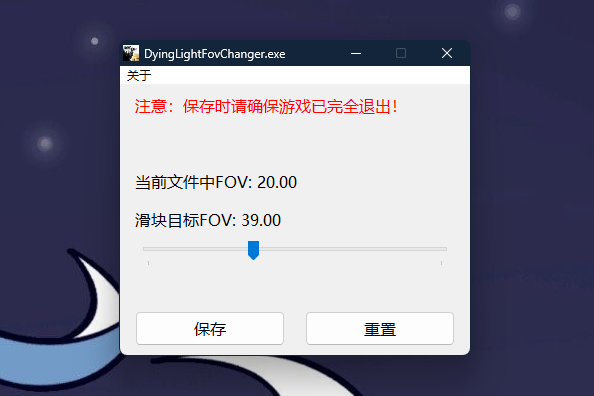 DyingLightFovChanger.exe
关于
注意：保存时请确保游戏已完全退出！
当前文件中FOV: 20.00
滑块目标FOV: 39.00
保存 重置